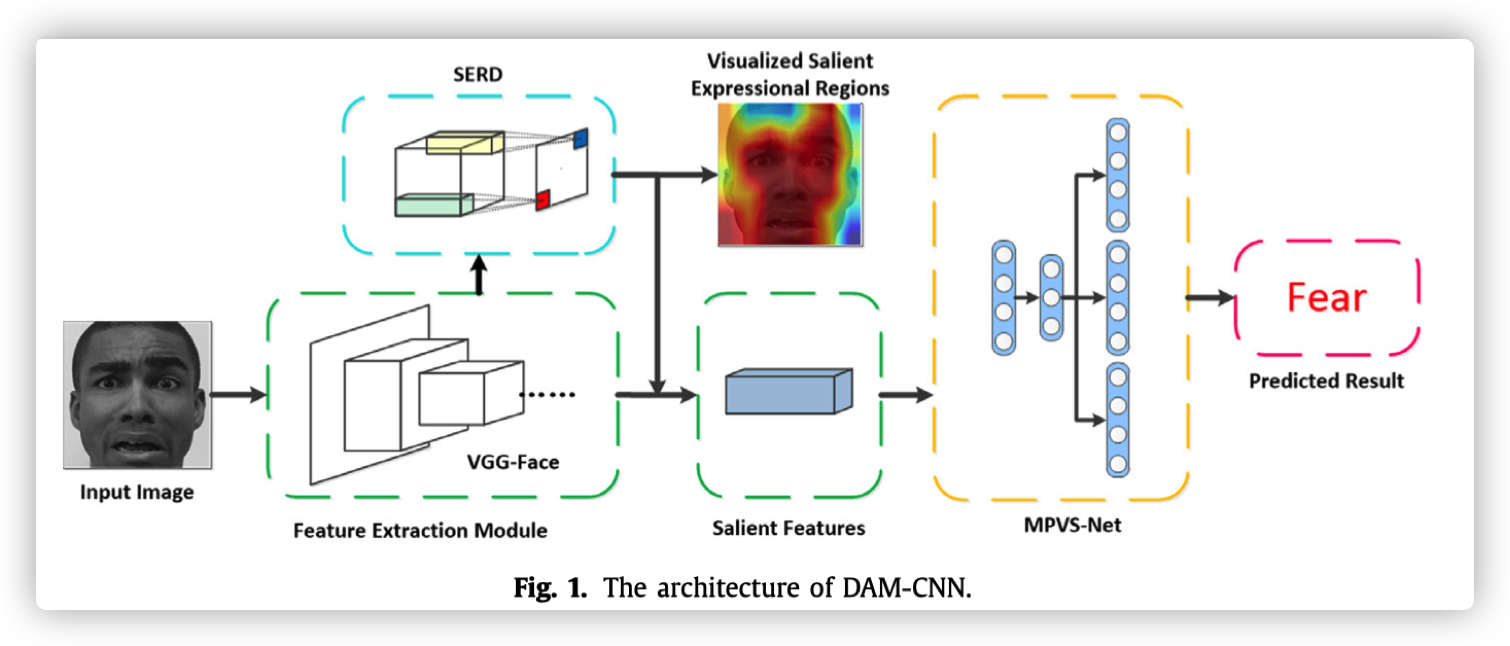 SERD
Visualized Salient
Expressional Regions
VGG-Face
Input Image
Feature Extraction Module
Salient Features
MPVS-Net
Fear
Predicted Result
Fig. 1. The architecture of DAM-CNN.